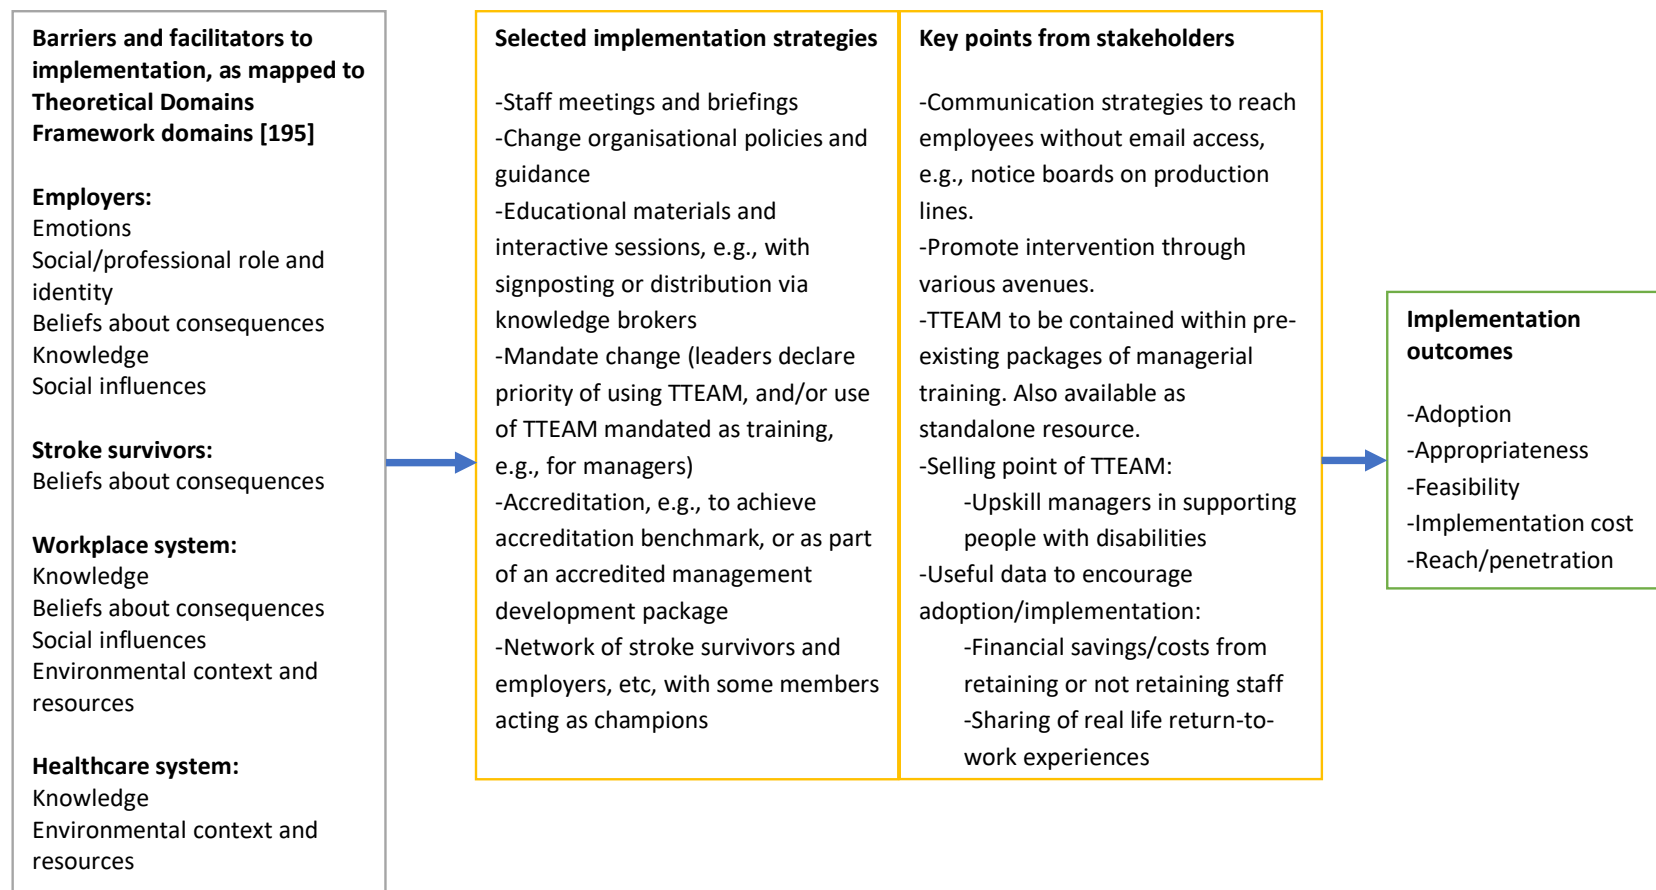 Barriers and facilitators to
implementation, as mapped to
Theoretical Domains
Framework domains [195]
Employers:
Emotions
Social/professional role and
identity
Beliefs about consequences
Knowledge
Social influences
Stroke survivors:
Beliefs about consequences
Workplace system:
Knowledge
Beliefs about consequences
Social influences
Environmental context and
resources
Healthcare system:
Knowledge
Environmental context and
resources
Selected implementation strategies
-Staff meetings and briefings
-Change organisational policies and
guidance
-Educational materials and
interactive sessions, e.g., with
signposting or distribution via
knowledge brokers
-Mandate change (leaders declare
priority of using TTEAM, and/or use
of TTEAM mandated as training,
e.g., for managers)
-Accreditation, e.g., to achieve
accreditation benchmark, or as part
of an accredited management
development package
-Network of stroke survivors and
employers, etc, with some members
acting as champions
Key points from stakeholders
-Communication strategies to reach
employees without email access,
e.g., notice boards on production
lines.
-Promote intervention through
various avenues.
-TTEAM to be contained within pre-
existing packages of managerial
training. Also available as
standalone resource.
-Selling point of TTEAM:
-Upskill managers in supporting
people with disabilities
-Useful data to encourage
adoption/implementation:
-Financial savings/costs from
retaining or not retaining staff
-Sharing of real life return-to-
work experiences
Implementation
outcomes
-Adoption
-Appropriateness
-Feasibility
-Implementation cost
-Reach/penetration